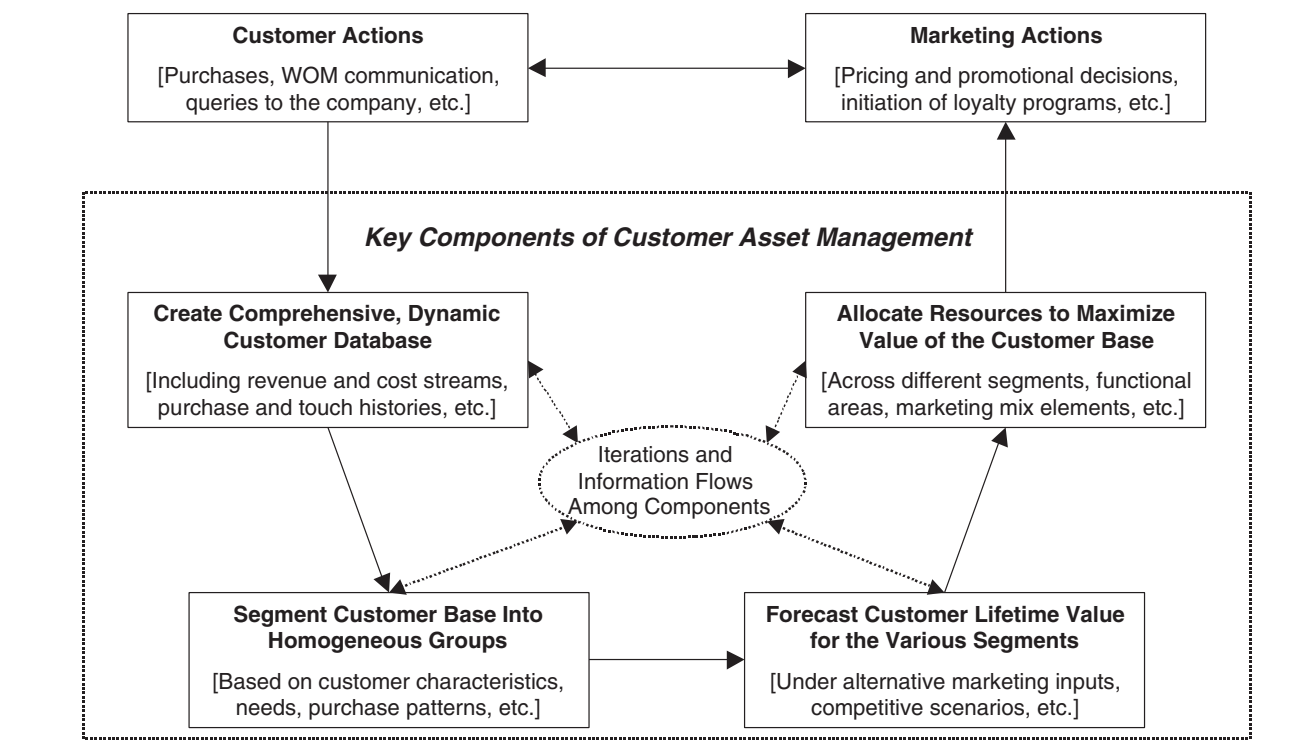 Customer Actions
[Purchases, WOM communication,
queries to the company, etc.]
Marketing Actions
[Pricing and promotional decisions,
initiation of loyalty programs, etc.]
Key Components of Customer Asset Management
Create Comprehensive, Dynamic
Customer Database
[Including revenue and cost streams,
purchase and touch histories, etc.]
Allocate Resources to Maximize
Value of the Customer Base
[Across different segments, functional
areas, marketing mix elements, etc.]
Iterations and
Information Flows
Among Components
Segment Customer Base Into
Homogeneous Groups
[Based on customer characteristics,
needs, purchase patterns, etc.]
Forecast Customer Lifetime Value
for the Various Segments
[Under alternative marketing inputs,
competitive scenarios, etc.]